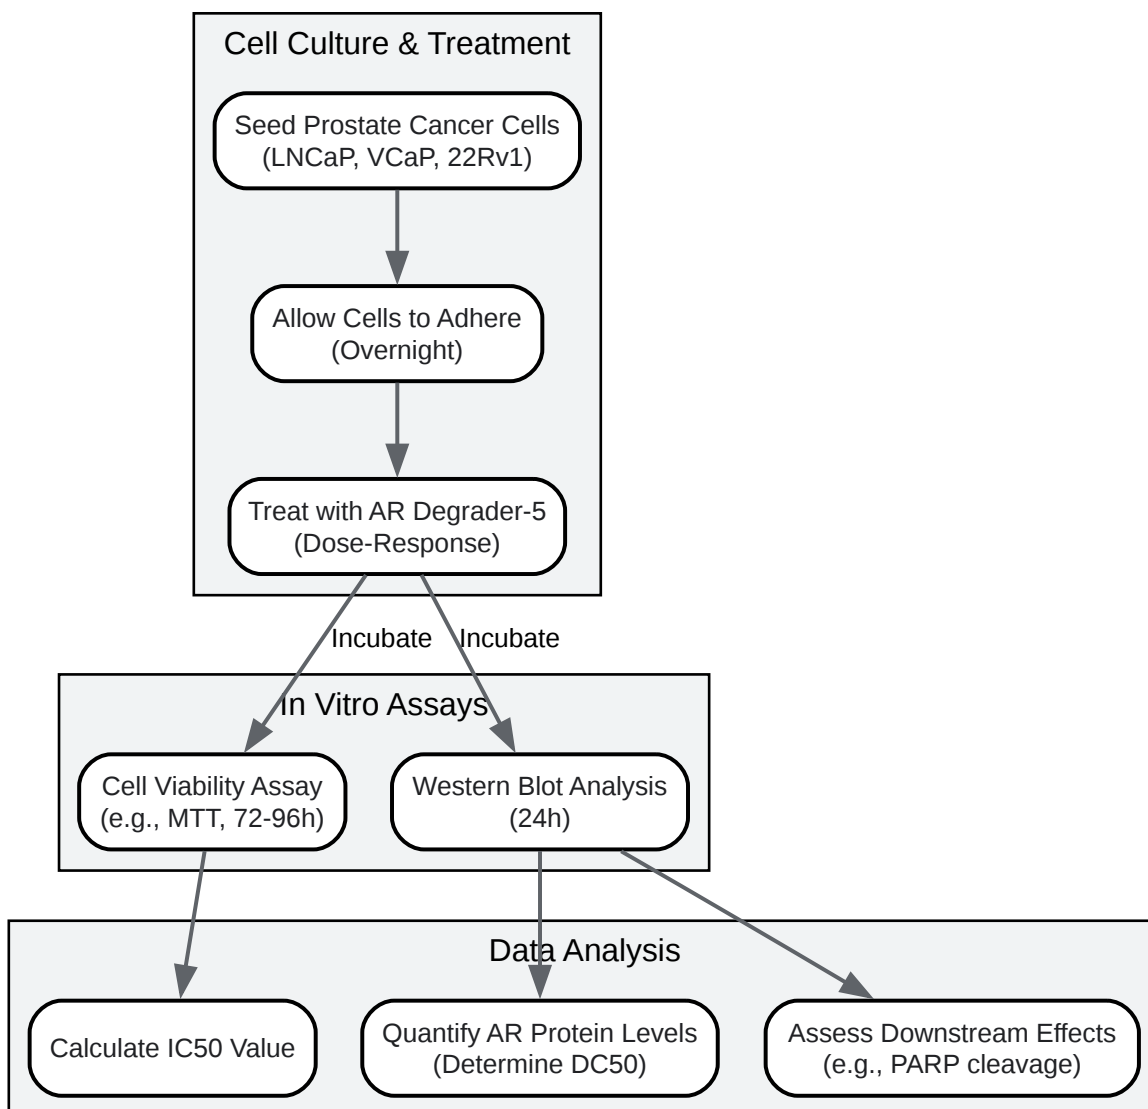 Cell Culture & Treatment
Seed Prostate Cancer Cells
(LNCaP, VCaP, 22Rv1)
Allow Cells to Adhere
(Overnight)
Treat with AR Degrader-5
(Dose-Response)
Incubate
Incubate
In Vitro Assays
Cell Viability Assay
(e.g., MTT, 72-96h)
Western Blot Analysis
(24h)
Data Analysis
Calculate IC50 Value
Quantify AR Protein Levels
(Determine DC50)
Assess Downstream Effects
(e.g., PARP cleavage)